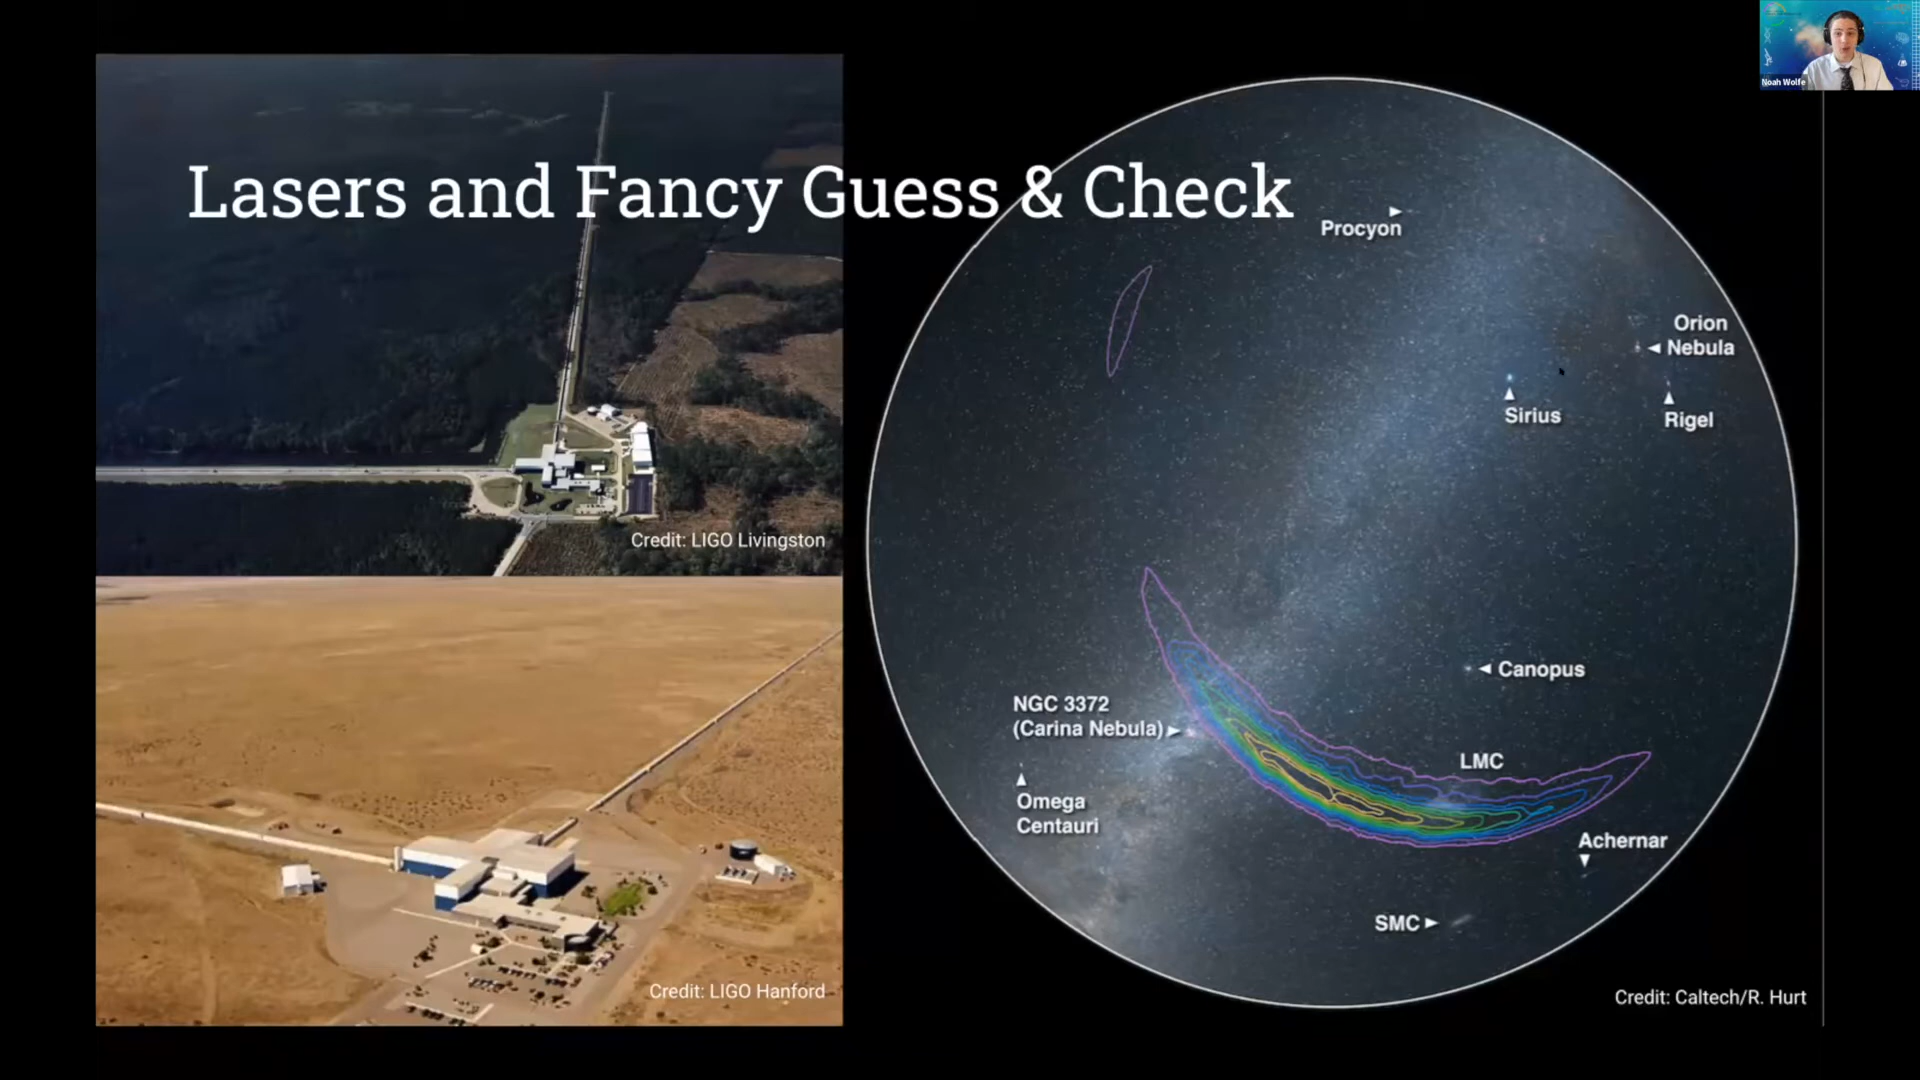 Noah Wolfe
Lasers and Fancy Guess & Check
Credit: LIGO Livingston
Credit: LIGO Hanford
Procyon
Orion
Nebula
Sirius
Rigel
Canopus
NGC 3372
(Carina Nebula)
LMC
Omega
Centauri
Achernar
SMC
Credit: Caltech/R. Hurt